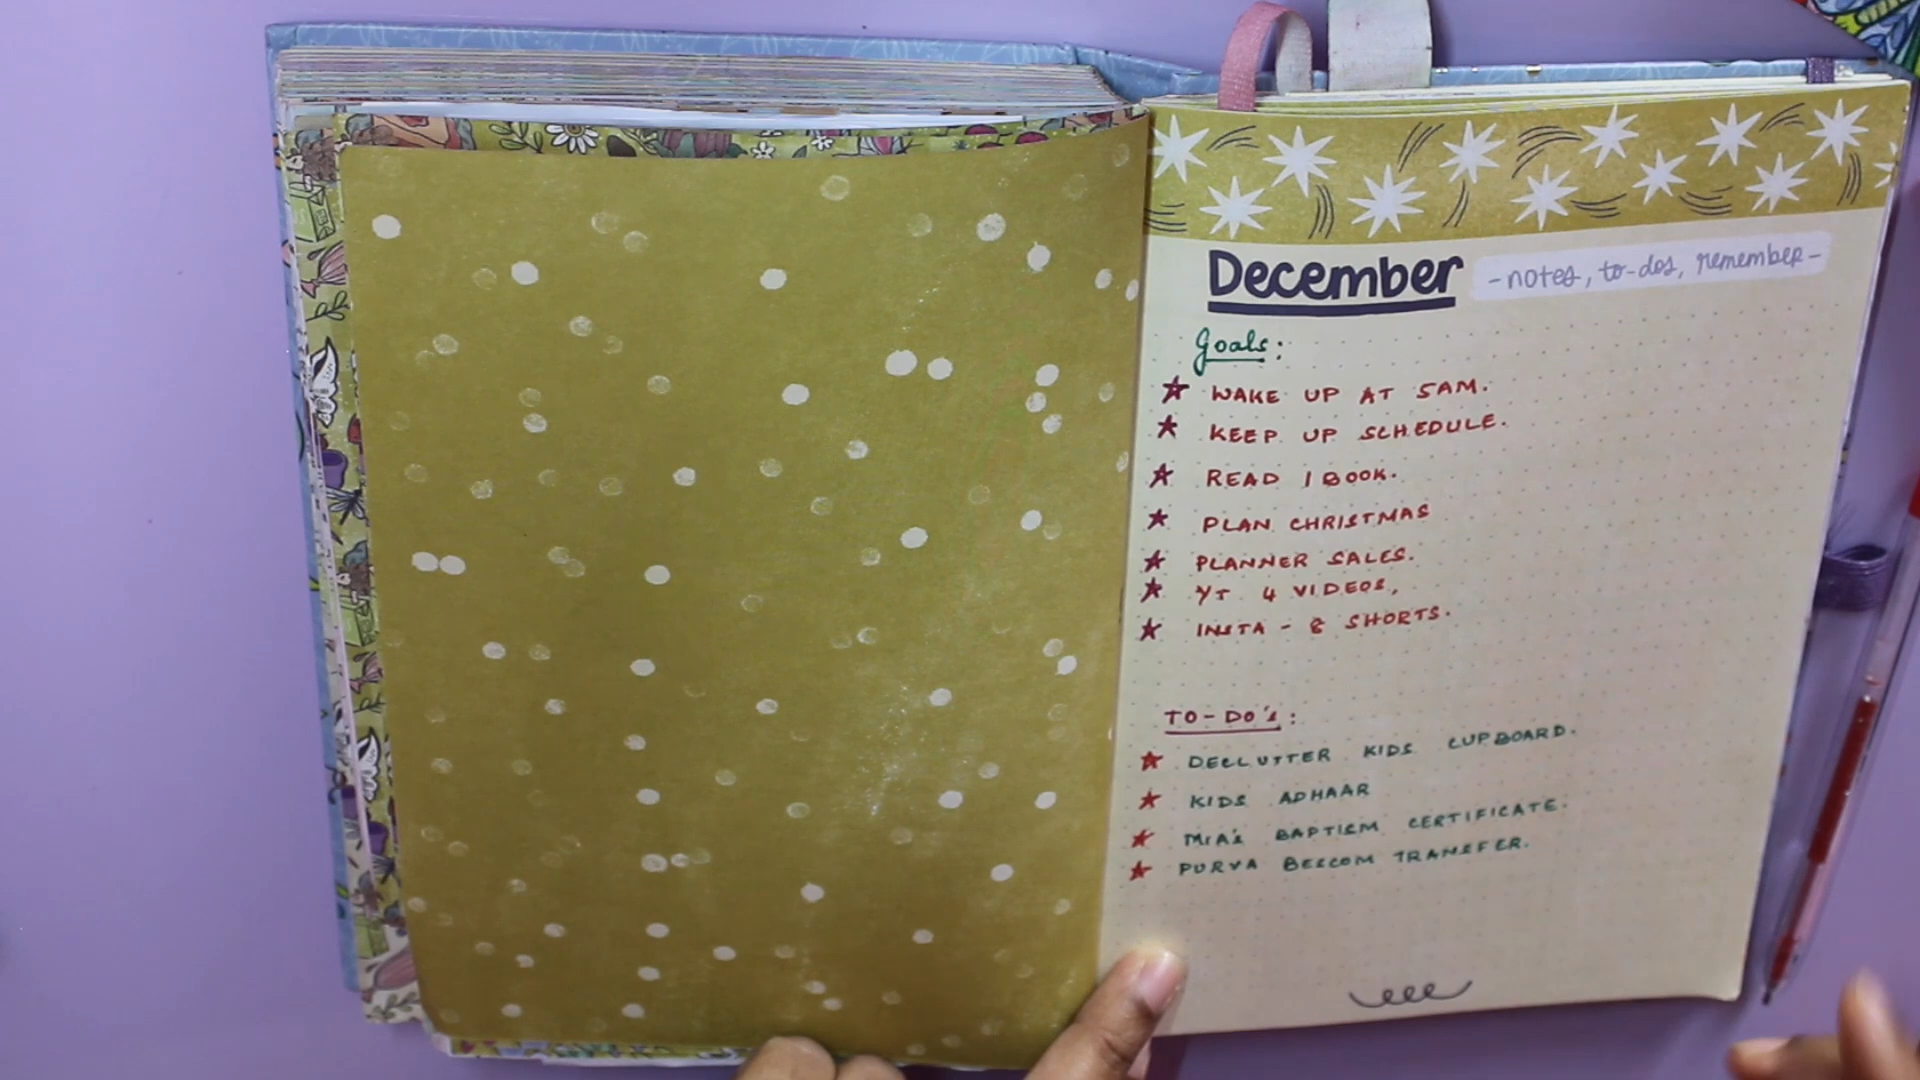 December
-notes, to-dos, remember-
Goals:
WAKE UP AT 5AM.
KEEP UP SCHEDULE.
READ 1 BOOK.
PLAN CHRISTMAS
PLANNER SALES.
YT 4 VIDEOS,
INSTA - 8 SHORTS.
TO-DO's:
DECLUTTER KIDS CUPBOARD.
KIDS ADHAAR
MIA's BAPTISM CERTIFICATE.
PURVA BESCOM TRANSFER.